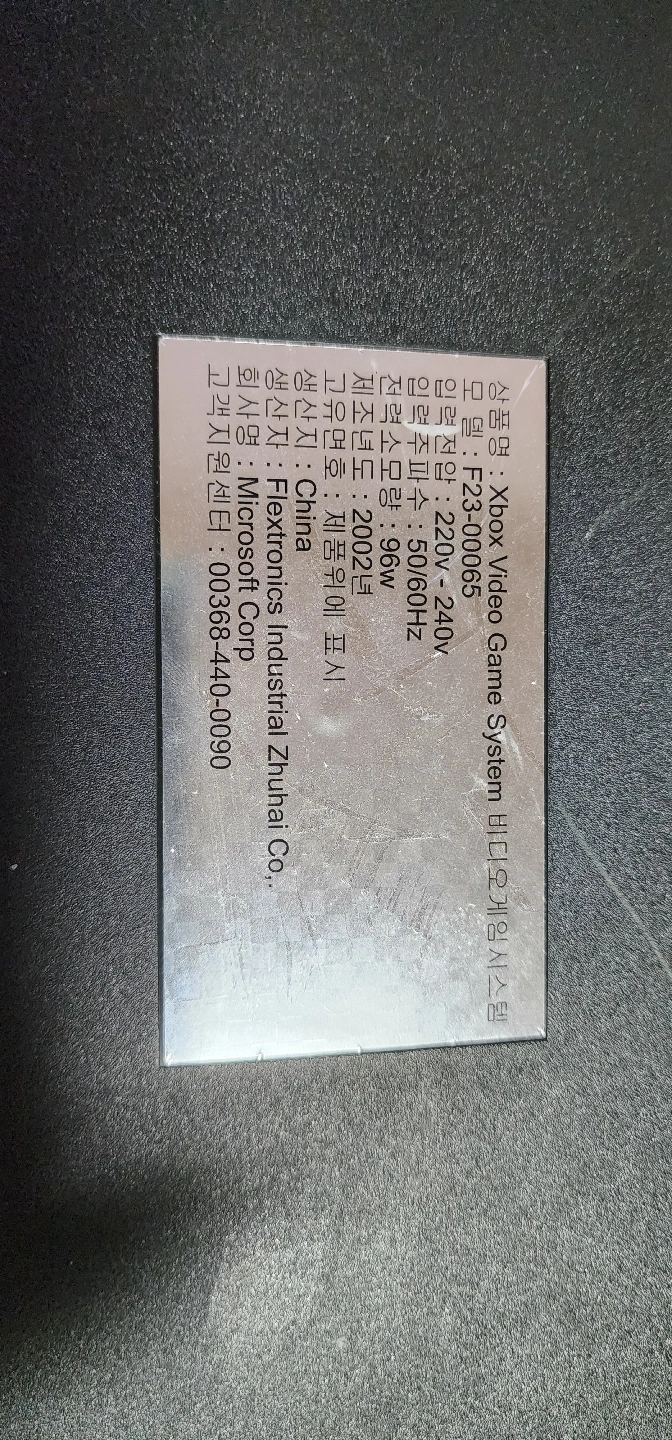 상품명 : Xbox Video Game System 비디오게임시스템
모 델 : F23-00065
입력전압 : 220v - 240v
입력주파수 : 50/60Hz
전력소모량 : 96w
제조년도 : 2002년
고유면호 : 제품위에 표시
생산지 : China
생산자 : Flextronics Industrial Zhuhai Co,.
회사명 : Microsoft Corp
고객지원센터 : 00368-440-0090